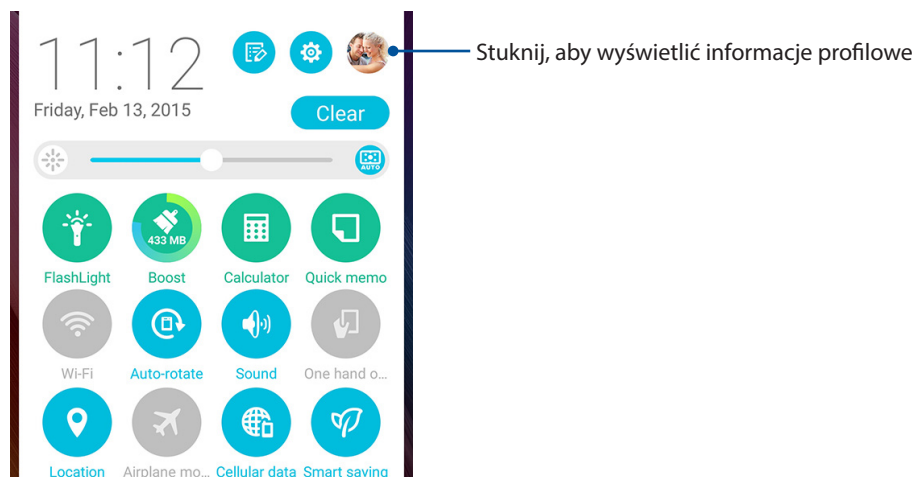 11:12
Stuknij, aby wyświetlić informacje profilowe
Friday, Feb 13, 2015
Clear
AUTO
433 MB
FlashLight Boost Calculator Quick memo
Wi-Fi Auto-rotate Sound One hand o...
Location Airplane mo... Cellular data Smart saving